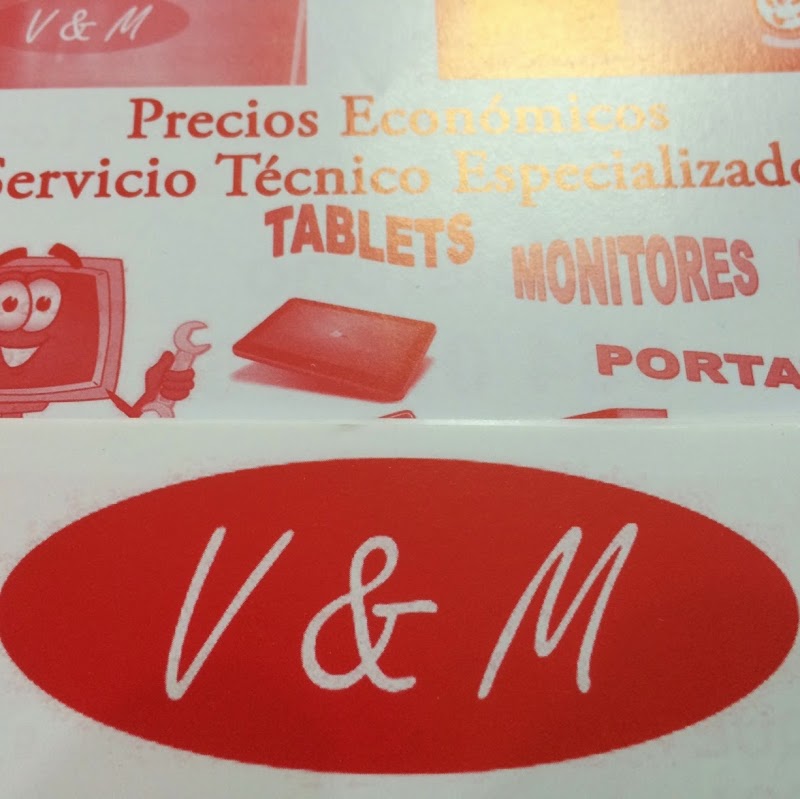 V & M
Precios Económicos
Servicio Técnico Especializado
TABLETS
MONITORES
PORTA
V & M